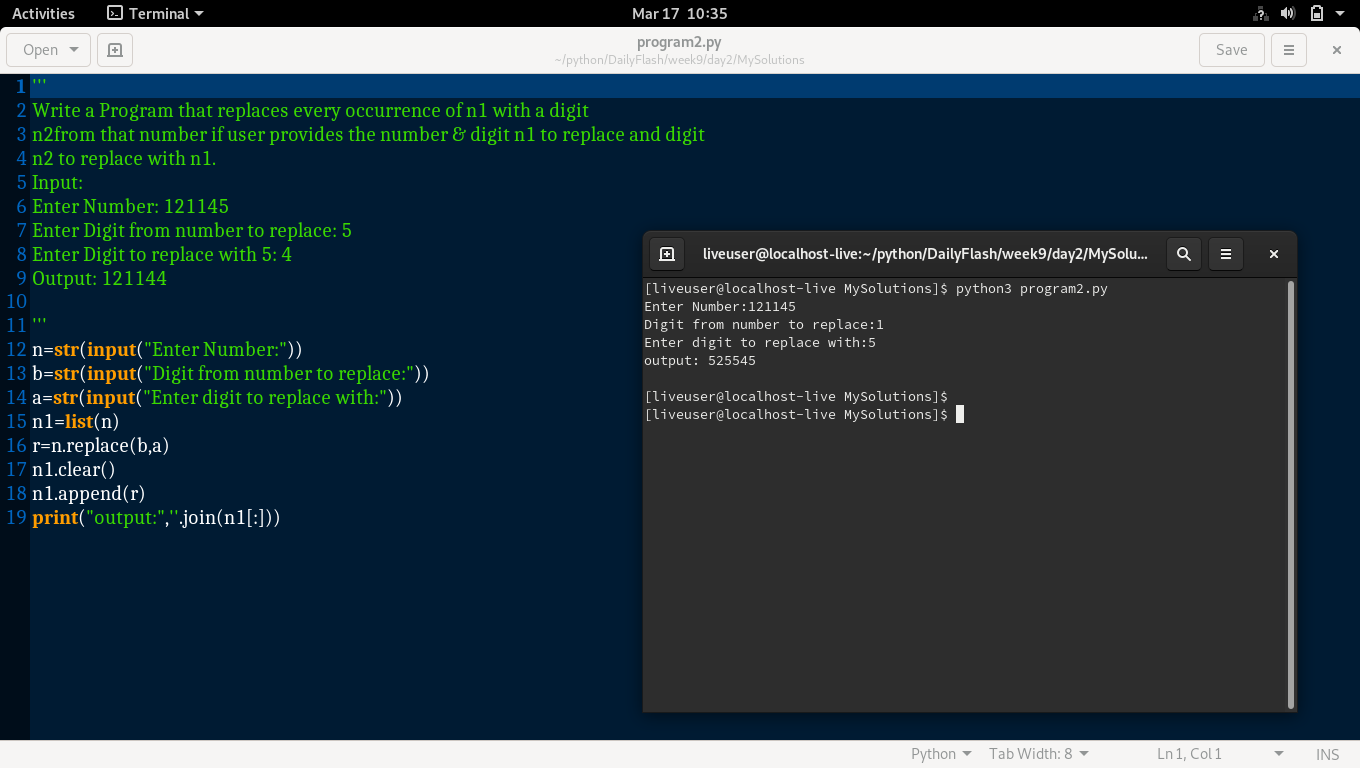 Activities Terminal Mar 17 10:35
Open program2.py Save
~/python/DailyFlash/week9/day2/MySolutions
1 '''
2 Write a Program that replaces every occurrence of n1 with a digit
3 n2from that number if user provides the number & digit n1 to replace and digit
4 n2 to replace with n1.
5 Input:
6 Enter Number: 121145
7 Enter Digit from number to replace: 5
8 Enter Digit to replace with 5: 4
9 Output: 121144
10
11 '''
12 n=str(input("Enter Number:"))
13 b=str(input("Digit from number to replace:"))
14 a=str(input("Enter digit to replace with:"))
15 n1=list(n)
16 r=n.replace(b,a)
17 n1.clear()
18 n1.append(r)
19 print("output:",''.join(n1[:]))
liveuser@localhost-live:~/python/DailyFlash/week9/day2/MySolu...
[liveuser@localhost-live MySolutions]$ python3 program2.py
Enter Number:121145
Digit from number to replace:1
Enter digit to replace with:5
output: 525545
[liveuser@localhost-live MySolutions]$
[liveuser@localhost-live MySolutions]$
Python Tab Width: 8 Ln 1, Col 1 INS